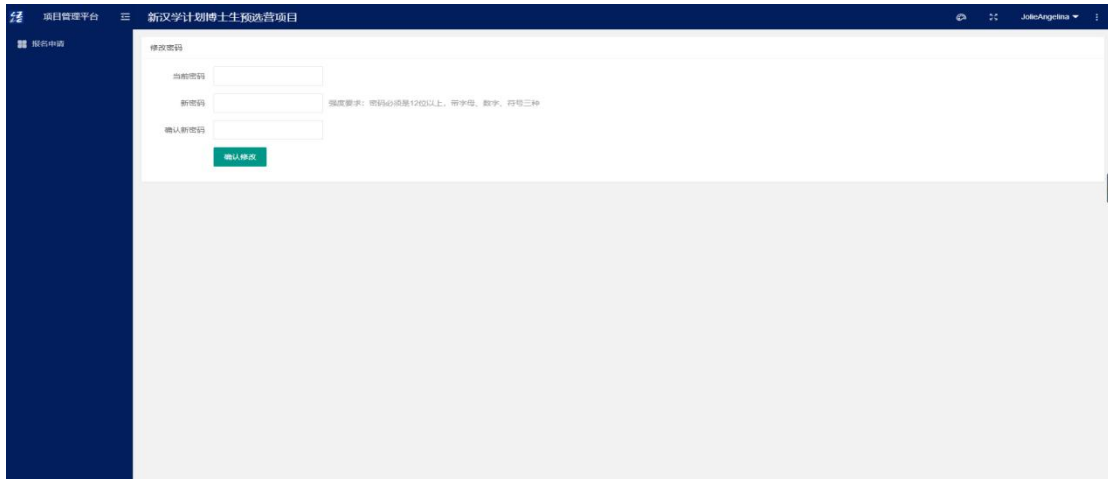 项目管理平台 新汉学计划博士生预选营项目 JolieAngelina
报名申请
修改密码
当前密码
新密码 强度要求：密码必须是12位以上，带字母、数字、符号三种
确认新密码
确认修改